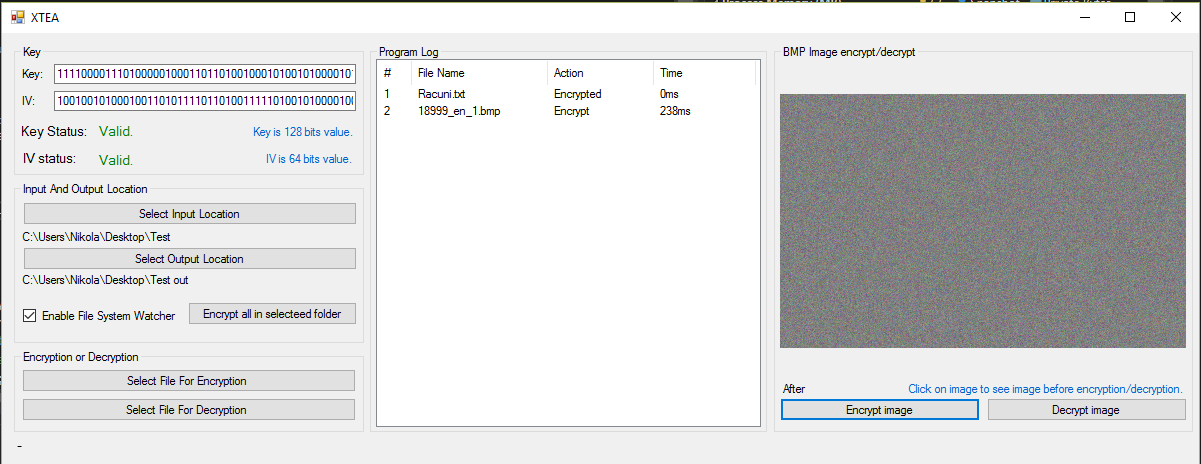 XTEA
Key
Key: 11110000111010000010001101101001000101001010000101
IV: 100100101000100110101111011010011111010010100001000
Key Status: Valid. Key is 128 bits value.
IV status: Valid. IV is 64 bits value.
Input And Output Location
Select Input Location
C:\Users\Nikola\Desktop\Test
Select Output Location
C:\Users\Nikola\Desktop\Test out
Enable File System Watcher
Encrypt all in selecteed folder
Encryption or Decryption
Select File For Encryption
Select File For Decryption
-
Program Log
# File Name Action Time
1 Racuni.txt Encrypted 0ms
2 18999_en_1.bmp Encrypt 238ms
BMP Image encrypt/decrypt
After Click on image to see image before encryption/decryption.
Encrypt image Decrypt image